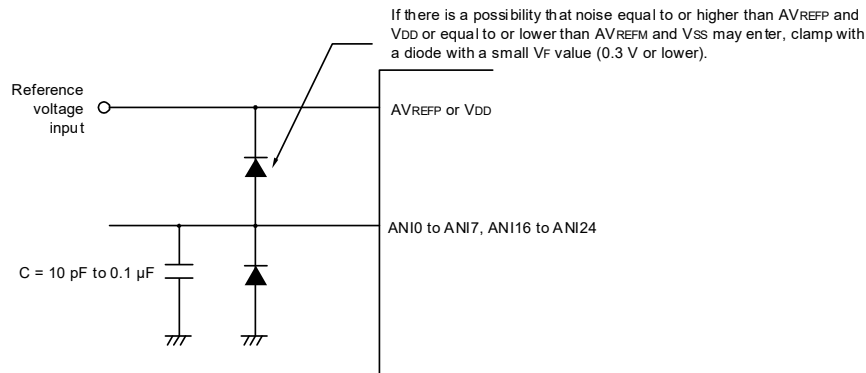 If there is a possibility that noise equal to or higher than AVREFP and
VDD or equal to or lower than AVREFM and VSS may enter, clamp with
a diode with a small VF value (0.3 V or lower).
Reference
voltage
input
AVREFP or VDD
ANI0 to ANI7, ANI16 to ANI24
C = 10 pF to 0.1 μF